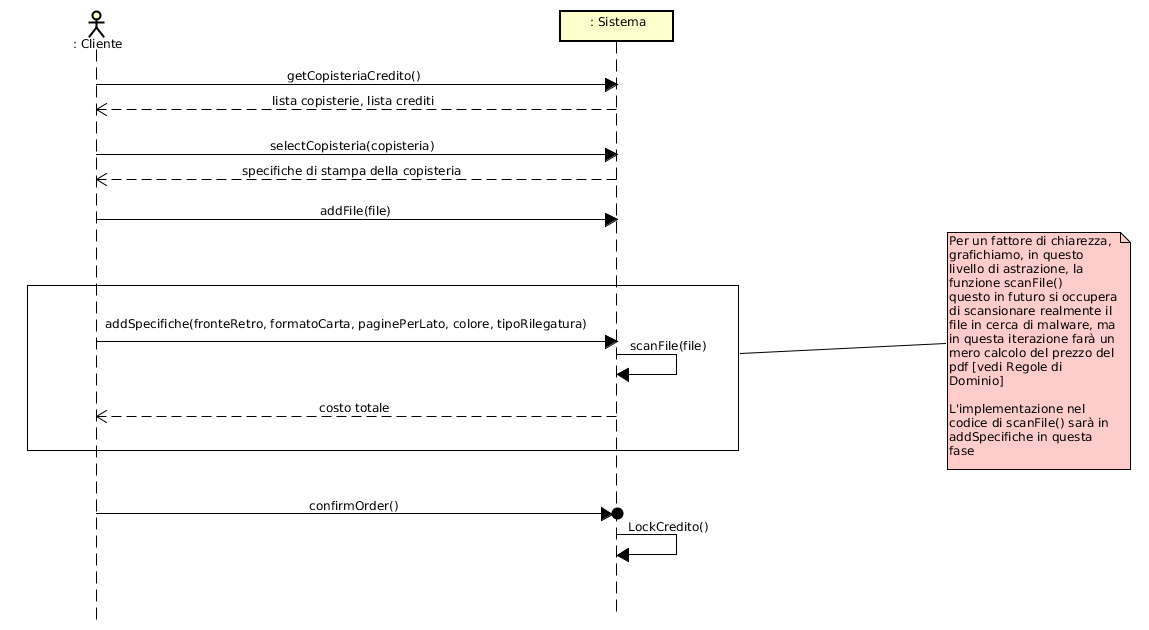 : Cliente
: Sistema
getCopisteriaCredito()
lista copisterie, lista crediti
selectCopisteria(copisteria)
specifiche di stampa della copisteria
addFile(file)
addSpecifiche(fronteRetro, formatoCarta, paginePerLato, colore, tipoRilegatura)
scanFile(file)
costo totale
confirmOrder()
LockCredito()
Per un fattore di chiarezza,
grafichiamo, in questo
livello di astrazione, la
funzione scanFile()
questo in futuro si occupera
di scansionare realmente il
file in cerca di malware, ma
in questa iterazione farà un
mero calcolo del prezzo del
pdf [vedi Regole di
Dominio]
L'implementazione nel
codice di scanFile() sarà in
addSpecifiche in questa
fase